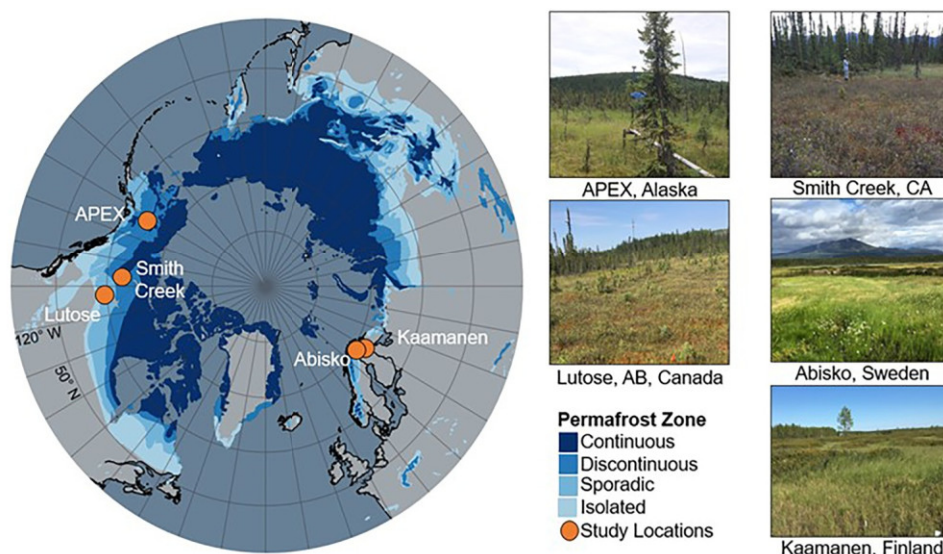 APEX
Smith
Creek
Lutose
120° W
50° N
Abisko
Kaamanen
APEX, Alaska
Smith Creek, CA
Lutose, AB, Canada
Abisko, Sweden
Permafrost Zone
Continuous
Discontinuous
Sporadic
Isolated
Study Locations
Kaamanen, Finland